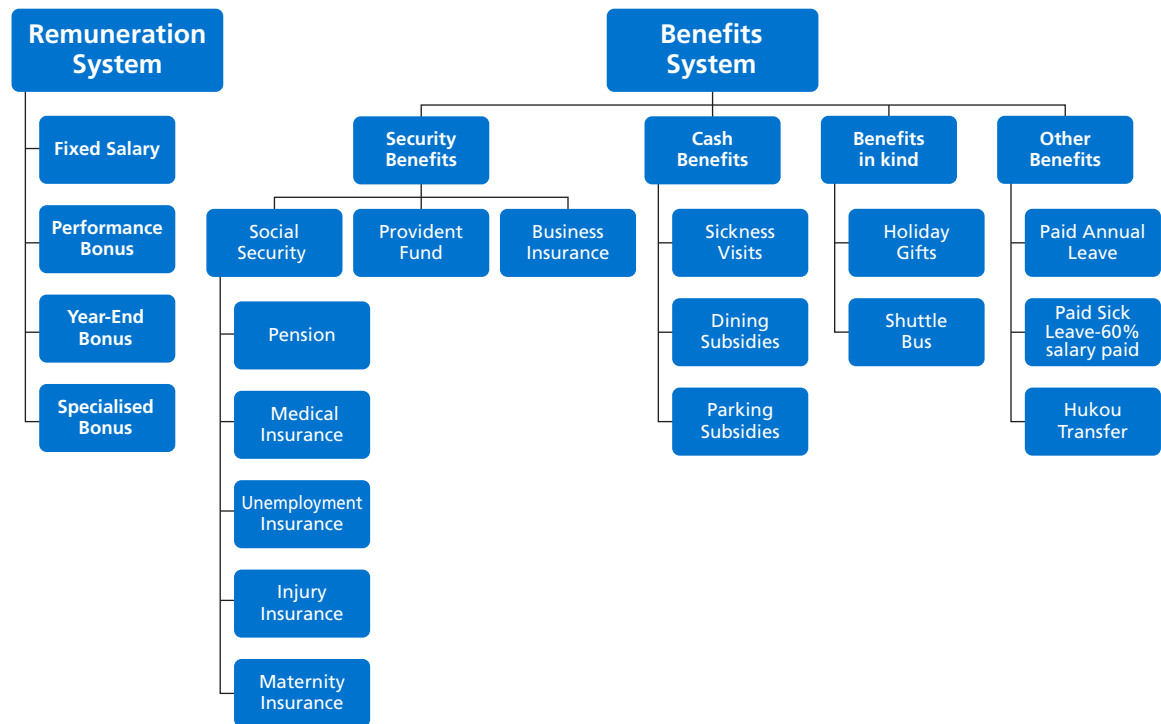 Remuneration
System
Fixed Salary
Performance
Bonus
Year-End
Bonus
Specialised
Bonus
Benefits
System
Security
Benefits
Social
Security
Pension
Medical
Insurance
Unemployment
Insurance
Injury
Insurance
Maternity
Insurance
Provident
Fund
Business
Insurance
Cash
Benefits
Sickness
Visits
Dining
Subsidies
Parking
Subsidies
Benefits
in kind
Holiday
Gifts
Shuttle
Bus
Other
Benefits
Paid Annual
Leave
Paid Sick
Leave-60%
salary paid
Hukou
Transfer